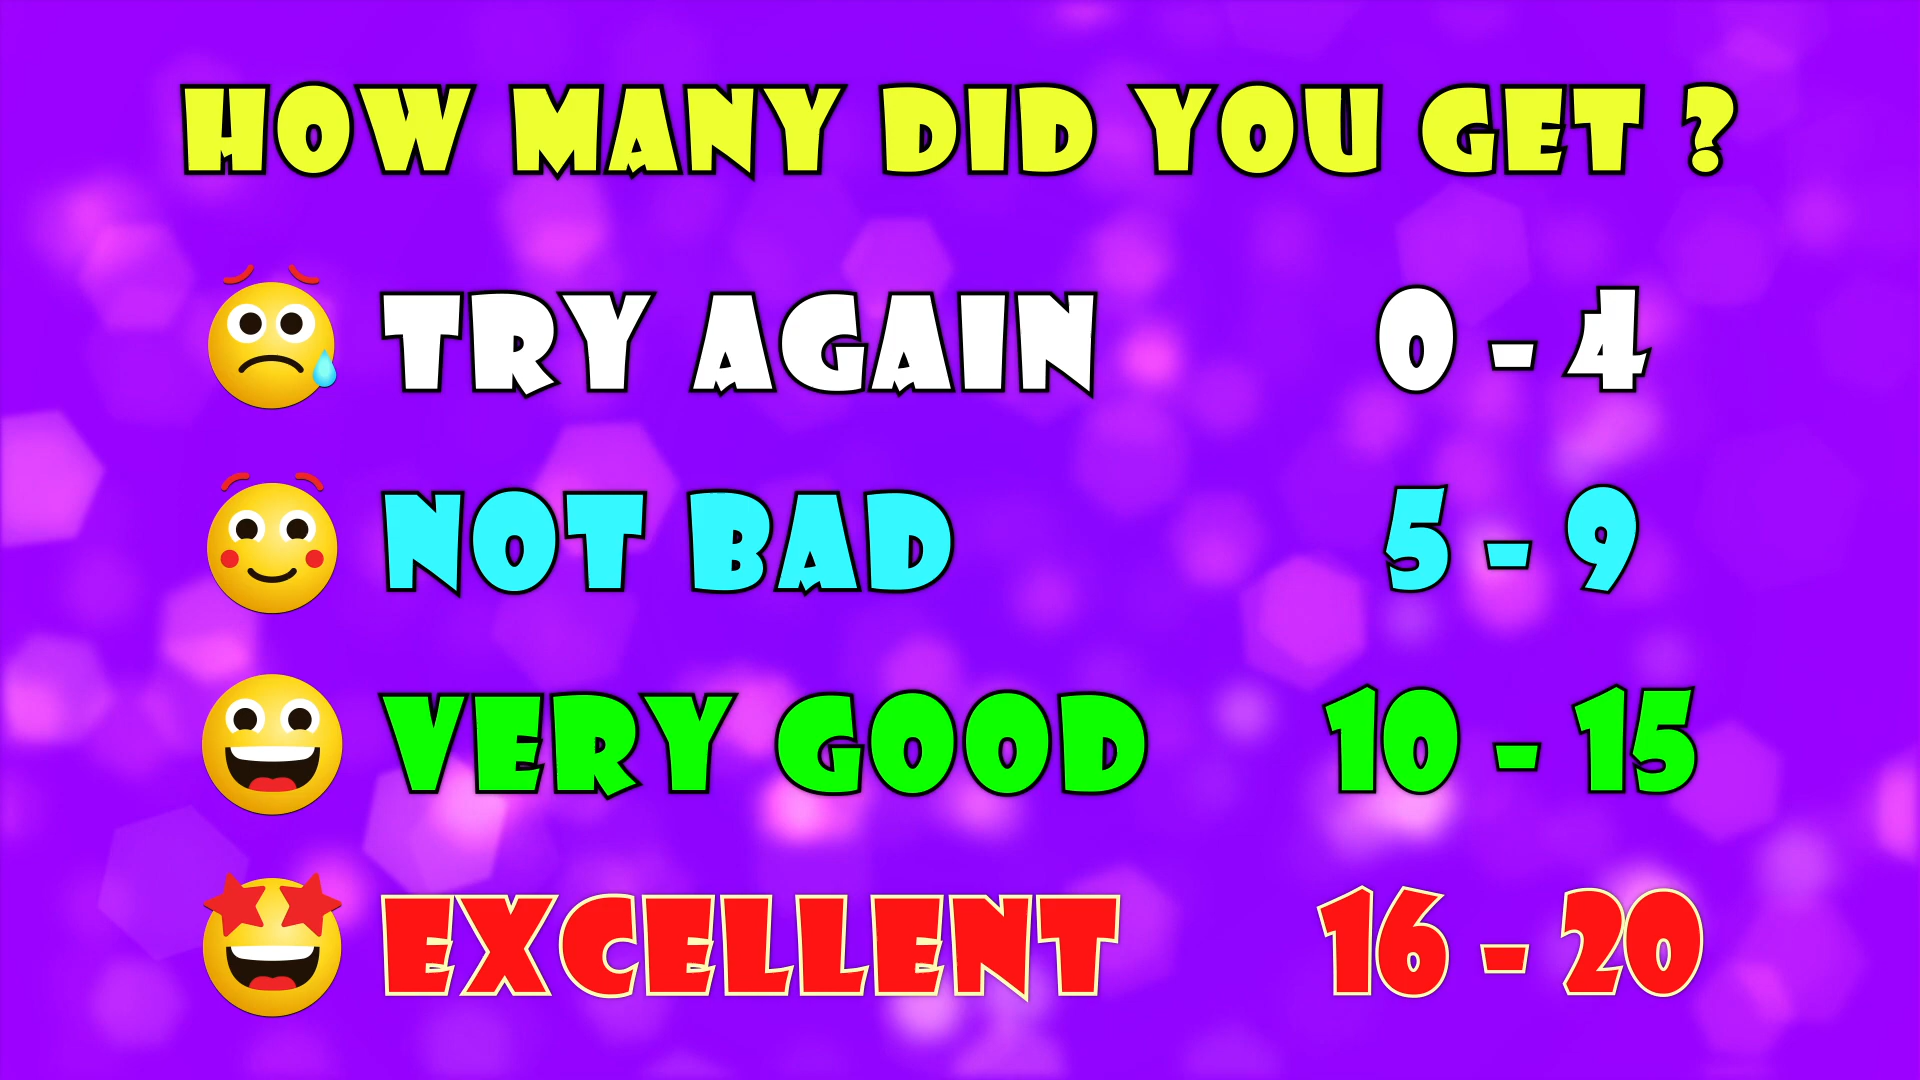 HOW MANY DID YOU GET ?
TRY AGAIN 0 - 4
NOT BAD 5 - 9
VERY GOOD 10 - 15
EXCELLENT 16 - 20